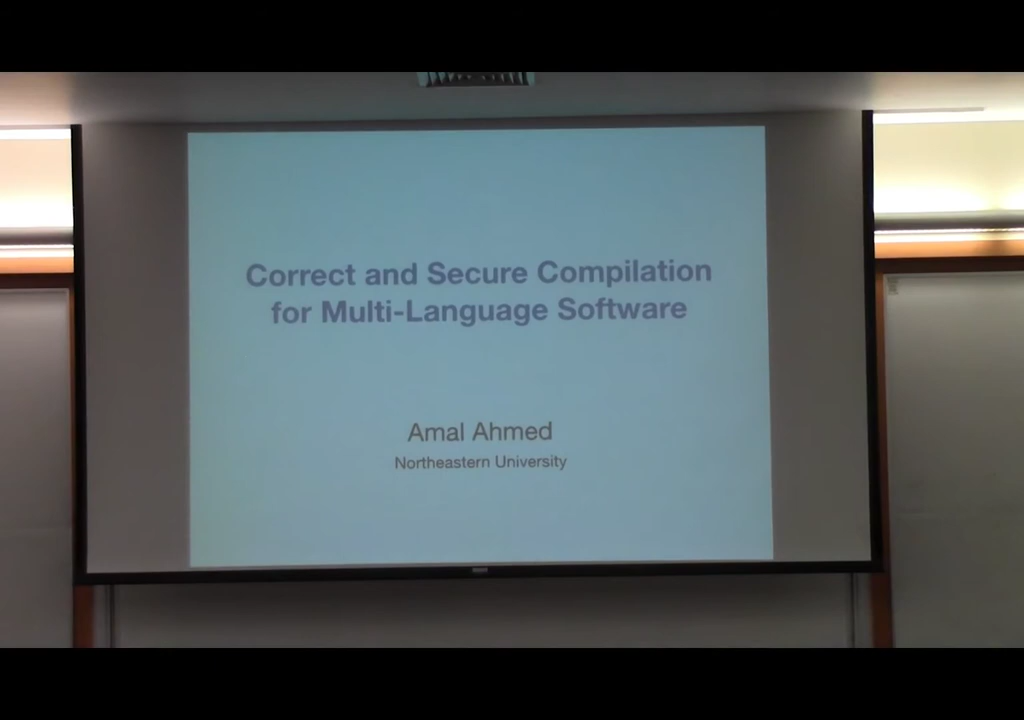 Correct and Secure Compilation
for Multi-Language Software
Amal Ahmed
Northeastern University